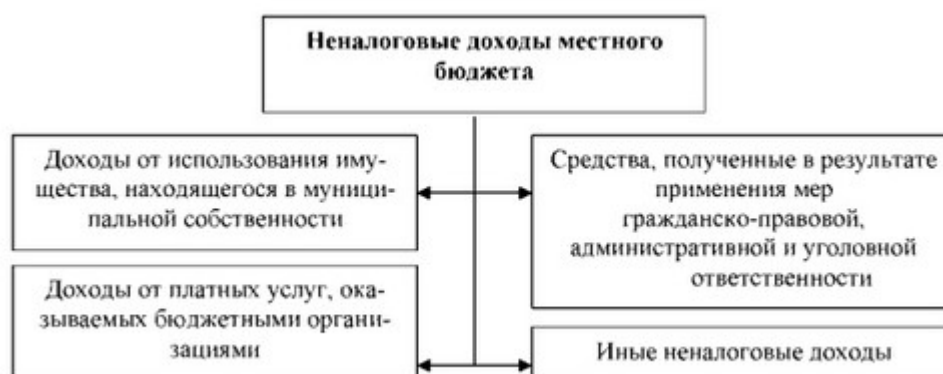 Неналоговые доходы местного
бюджета
Доходы от использования иму-
щества, находящегося в муници-
пальной собственности
Средства, полученные в результате
применения мер
гражданско-правовой,
административной и уголовной
ответственности
Доходы от платных услуг, ока-
зываемых бюджетными органи-
зациями
Иные неналоговые доходы